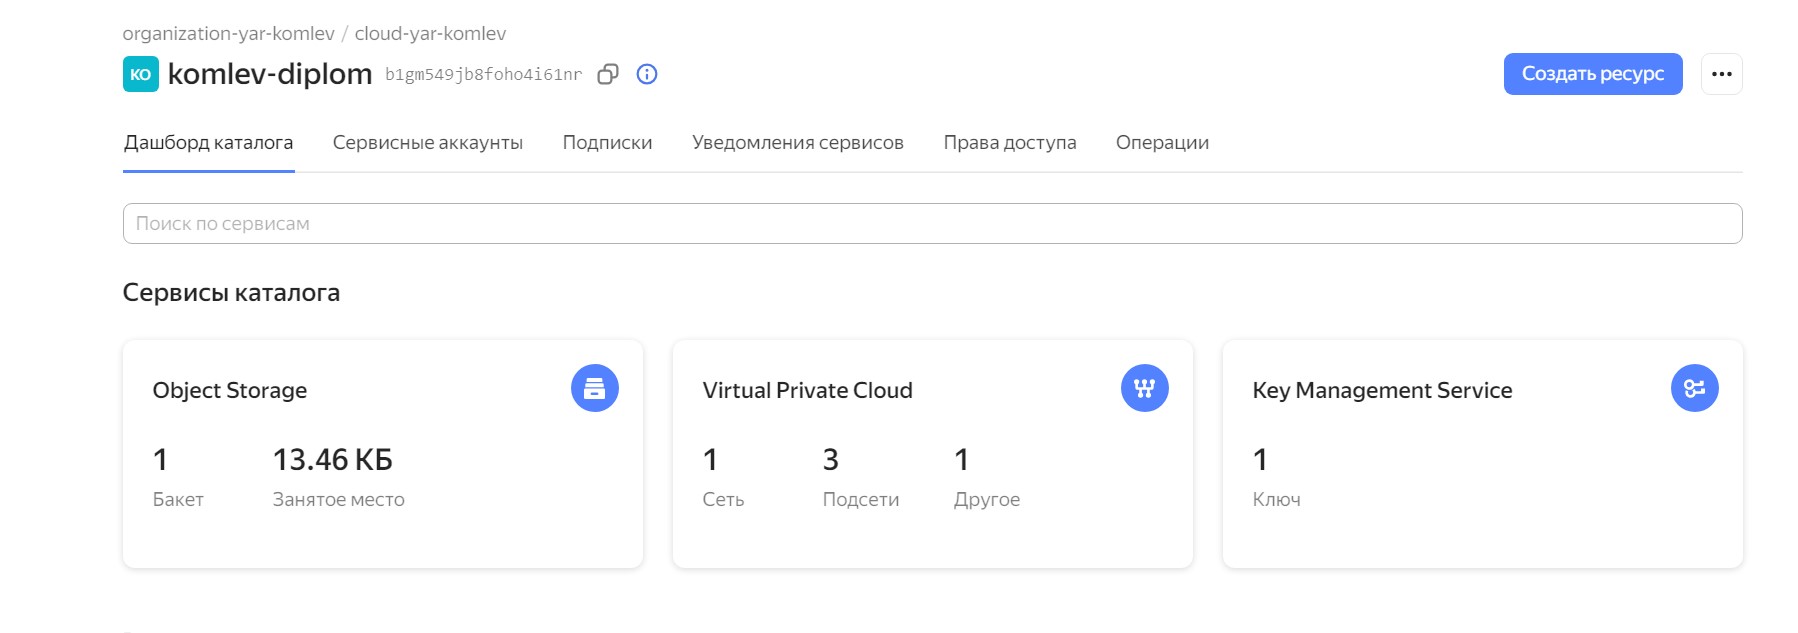 organization-yar-komlev / cloud-yar-komlev
KO komlev-diplom b1gm549jb8foho4i61nr
Создать ресурс
Дашборд каталога Сервисные аккаунты Подписки Уведомления сервисов Права доступа Операции
Поиск по сервисам
Сервисы каталога
Object Storage
1 13.46 КБ
Бакет Занятое место
Virtual Private Cloud
1 3 1
Сеть Подсети Другое
Key Management Service
1
Ключ